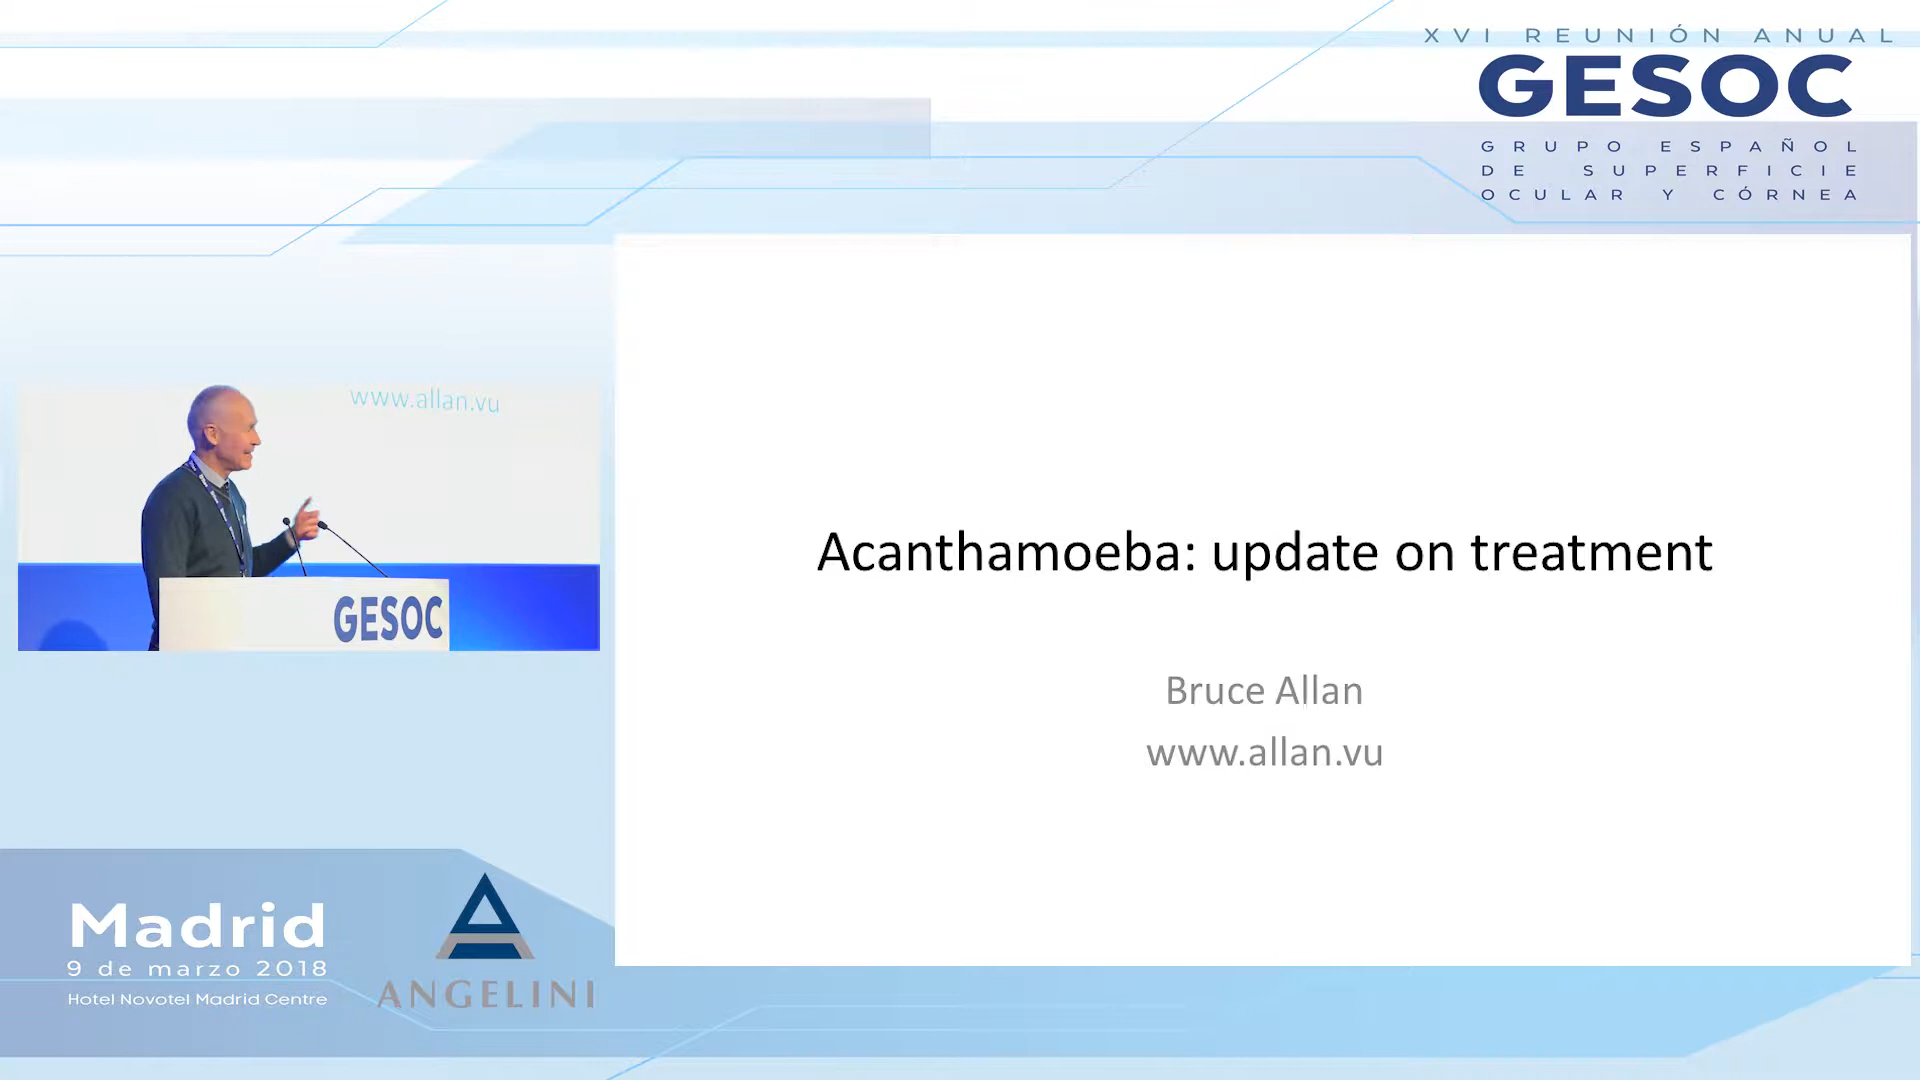 XVI REUNIÓN ANUAL
GESOC
GRUPO ESPAÑOL
DE SUPERFICIE
OCULAR Y CÓRNEA
www.allan.vu
GESOC
Acanthamoeba: update on treatment
Bruce Allan
www.allan.vu
Madrid
9 de marzo 2018
Hotel Novotel Madrid Centre
ANGELINI